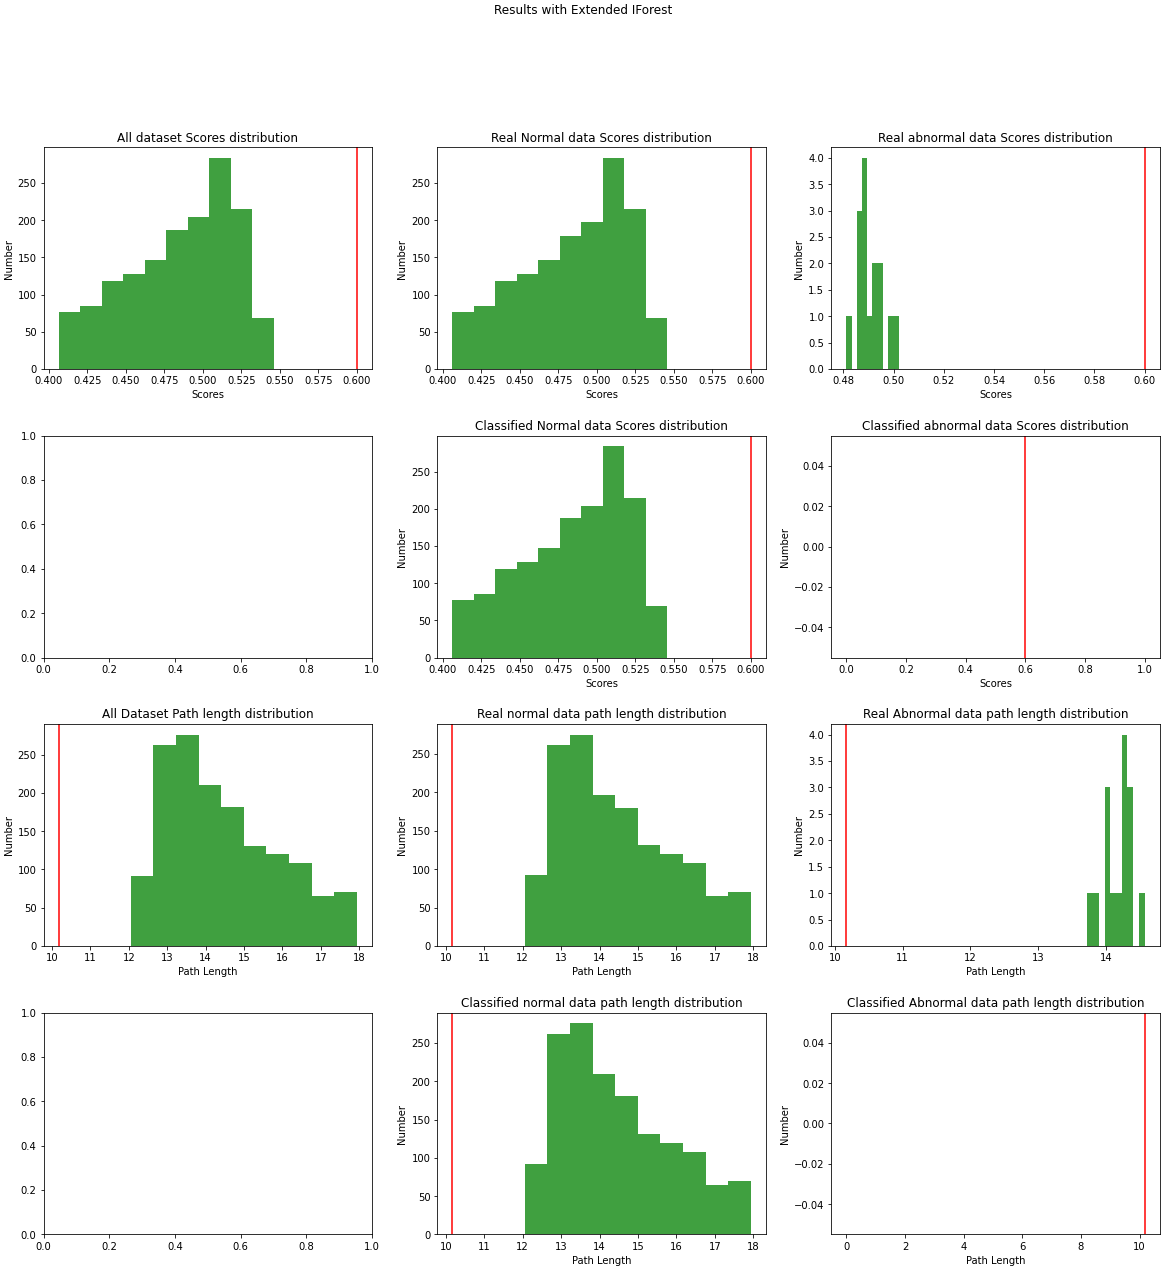 Results with Extended IForest
All dataset Scores distribution
Number
0 50 100 150 200 250
0.400 0.425 0.450 0.475 0.500 0.525 0.550 0.575 0.600
Scores
Real Normal data Scores distribution
Number
0 50 100 150 200 250
0.400 0.425 0.450 0.475 0.500 0.525 0.550 0.575 0.600
Scores
Real abnormal data Scores distribution
Number
0.0 0.5 1.0 1.5 2.0 2.5 3.0 3.5 4.0
0.48 0.50 0.52 0.54 0.56 0.58 0.60
Scores
0.0 0.2 0.4 0.6 0.8 1.0
0.0 0.2 0.4 0.6 0.8 1.0
Classified Normal data Scores distribution
Number
0 50 100 150 200 250
0.400 0.425 0.450 0.475 0.500 0.525 0.550 0.575 0.600
Scores
Classified abnormal data Scores distribution
Number
−0.04 −0.02 0.00 0.02 0.04
0.0 0.2 0.4 0.6 0.8 1.0
Scores
All Dataset Path length distribution
Number
0 50 100 150 200 250
10 11 12 13 14 15 16 17 18
Path Length
Real normal data path length distribution
Number
0 50 100 150 200 250
10 11 12 13 14 15 16 17 18
Path Length
Real Abnormal data path length distribution
Number
0.0 0.5 1.0 1.5 2.0 2.5 3.0 3.5 4.0
10 11 12 13 14
Path Length
0.0 0.2 0.4 0.6 0.8 1.0
0.0 0.2 0.4 0.6 0.8 1.0
Classified normal data path length distribution
Number
0 50 100 150 200 250
10 11 12 13 14 15 16 17 18
Path Length
Classified Abnormal data path length distribution
Number
−0.04 −0.02 0.00 0.02 0.04
0 2 4 6 8 10
Path Length